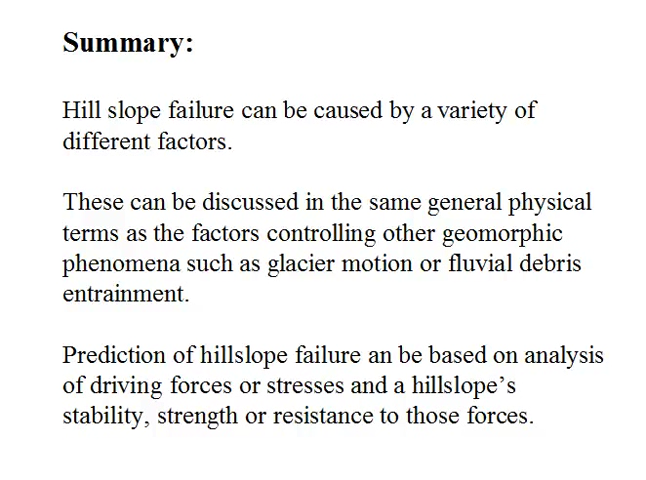 Summary:
Hill slope failure can be caused by a variety of
different factors.
These can be discussed in the same general physical
terms as the factors controlling other geomorphic
phenomena such as glacier motion or fluvial debris
entrainment.
Prediction of hillslope failure an be based on analysis
of driving forces or stresses and a hillslope’s
stability, strength or resistance to those forces.